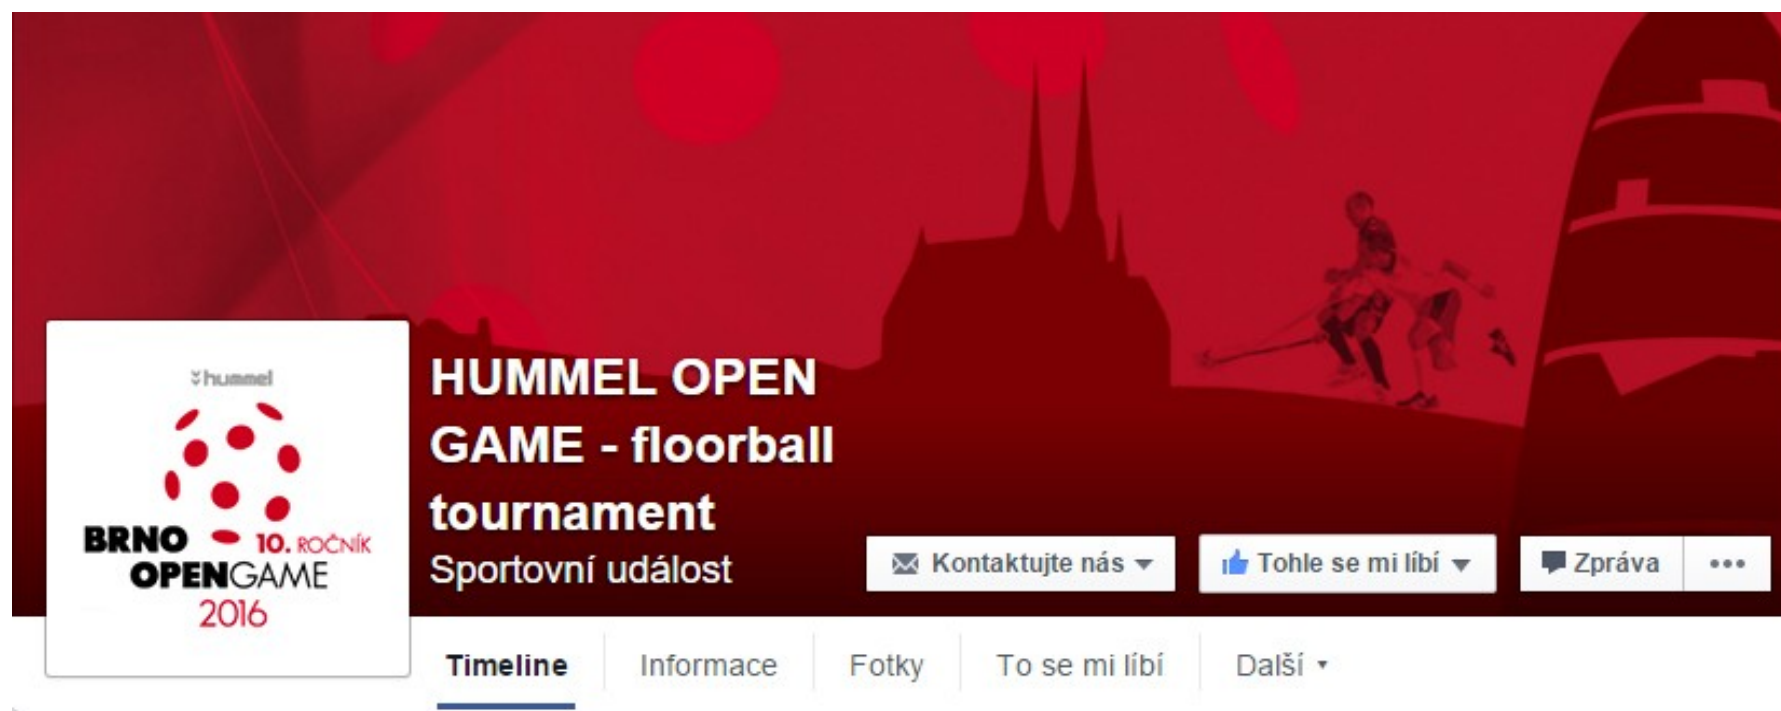 hummel
BRNO
10. ROČNÍK
OPENGAME
2016
HUMMEL OPEN
GAME - floorball
tournament
Sportovní událost
Kontaktujte nás
Tohle se mi líbí
Zpráva
Timeline
Informace
Fotky
To se mi líbí
Další